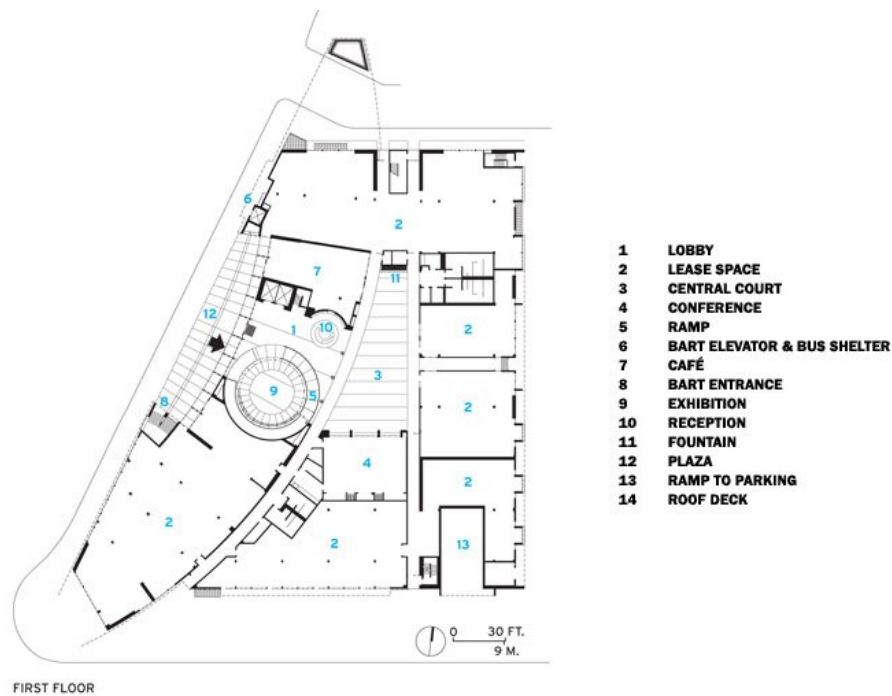 6
2
7
11
12
1
10
2
3
9
5
8
2
4
2
2
2
13
0 30 FT.
9 M.
FIRST FLOOR
1 LOBBY
2 LEASE SPACE
3 CENTRAL COURT
4 CONFERENCE
5 RAMP
6 BART ELEVATOR & BUS SHELTER
7 CAFÉ
8 BART ENTRANCE
9 EXHIBITION
10 RECEPTION
11 FOUNTAIN
12 PLAZA
13 RAMP TO PARKING
14 ROOF DECK